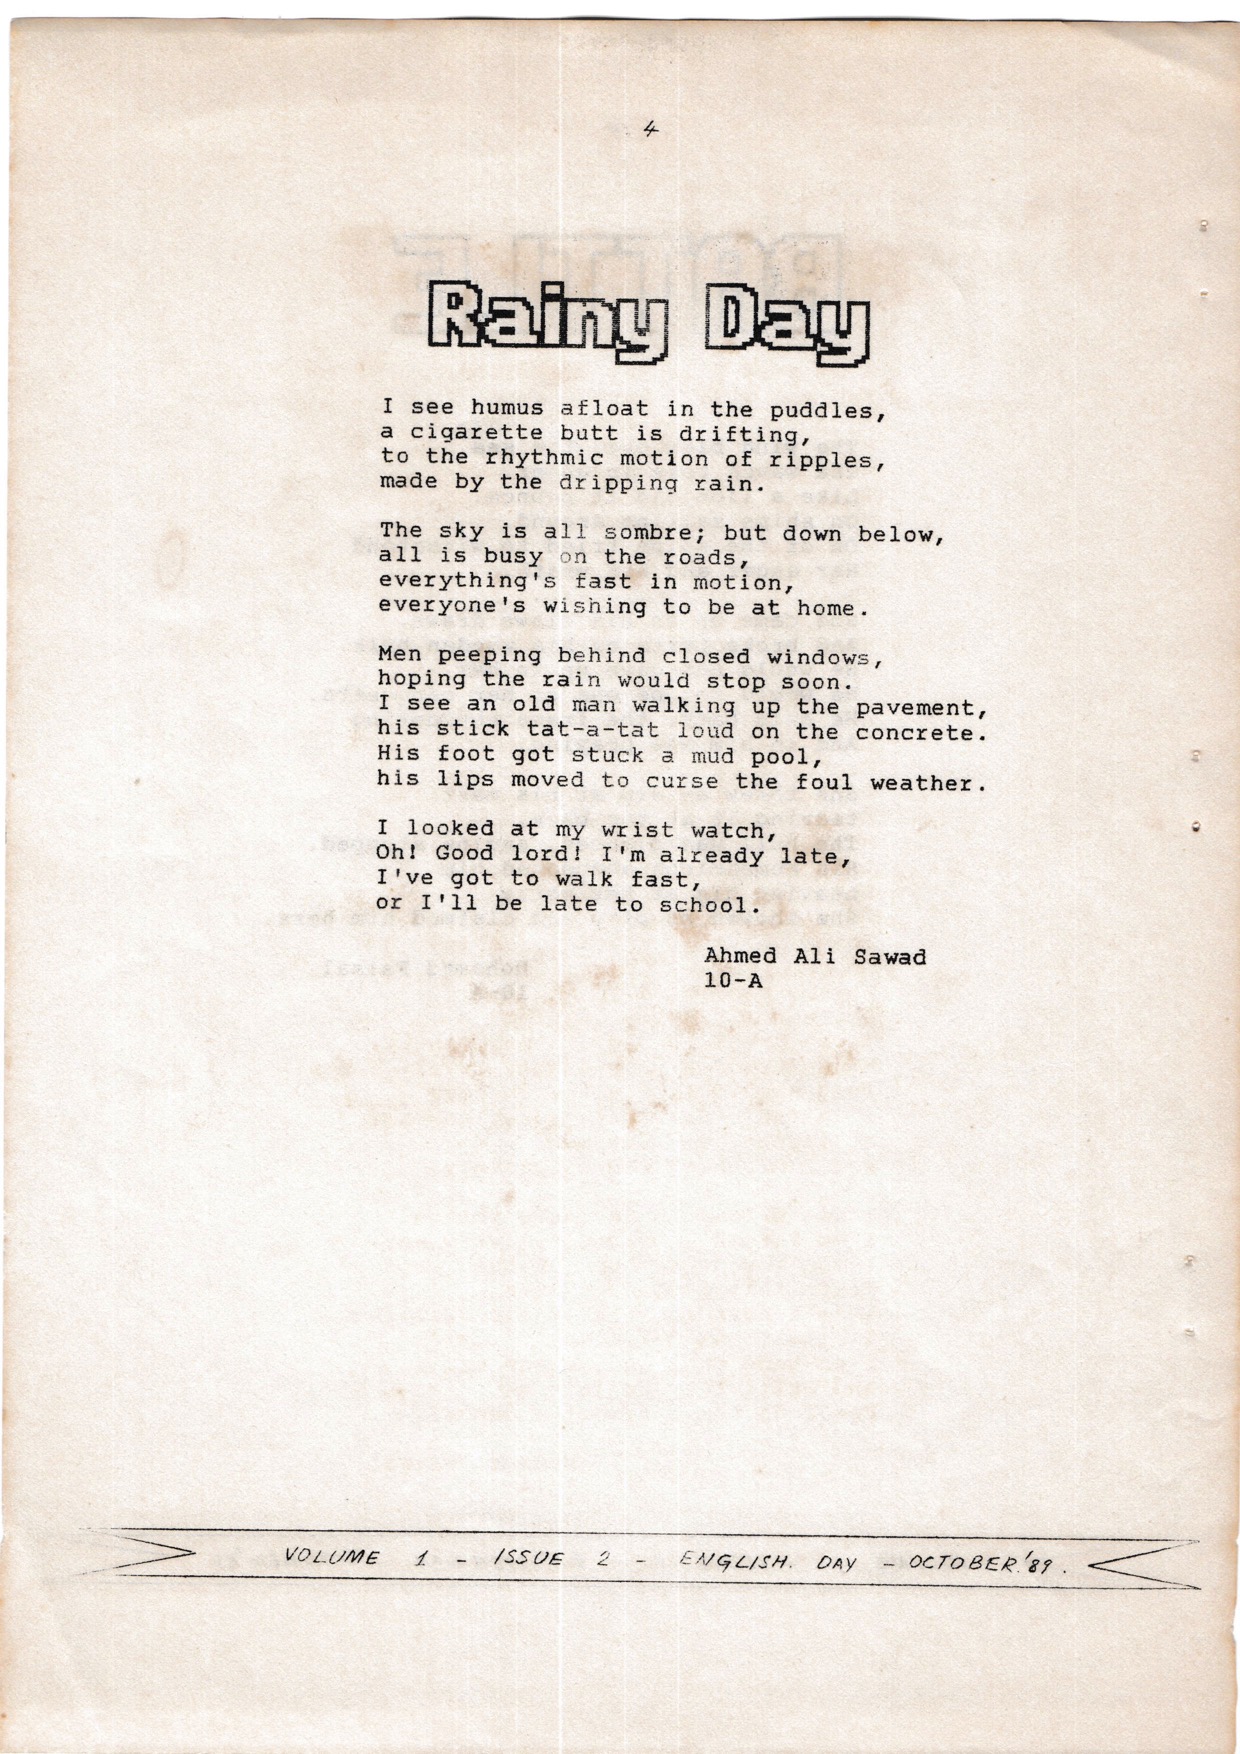 4
Rainy Day
I see humus afloat in the puddles,
a cigarette butt is drifting,
to the rhythmic motion of ripples,
made by the dripping rain.
The sky is all sombre; but down below,
all is busy on the roads,
everything's fast in motion,
everyone's wishing to be at home.
Men peeping behind closed windows,
hoping the rain would stop soon.
I see an old man walking up the pavement,
his stick tat-a-tat loud on the concrete.
His foot got stuck a mud pool,
his lips moved to curse the foul weather.
I looked at my wrist watch,
Oh! Good lord! I'm already late,
I've got to walk fast,
or I'll be late to school.
Ahmed Ali Sawad
10-A
VOLUME 1 - ISSUE 2 - ENGLISH. DAY - OCTOBER.'89.